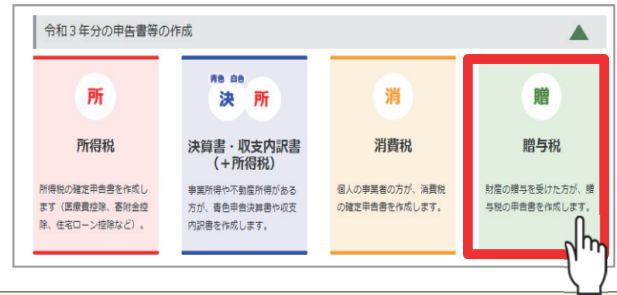 令和3年分の申告書等の作成
所
所得税
所得税の確定申告書を作成し
ます（医療費控除、寄附金控
除、住宅ローン控除など）。
青色 白色
決 所
決算書・収支内訳書
（＋所得税）
事業所得や不動産所得がある
方が、青色申告決算書や収支
内訳書を作成します。
消
消費税
個人の事業者の方が、消費税
の確定申告書を作成します。
贈
贈与税
財産の贈与を受けた方が、贈
与税の申告書を作成します。